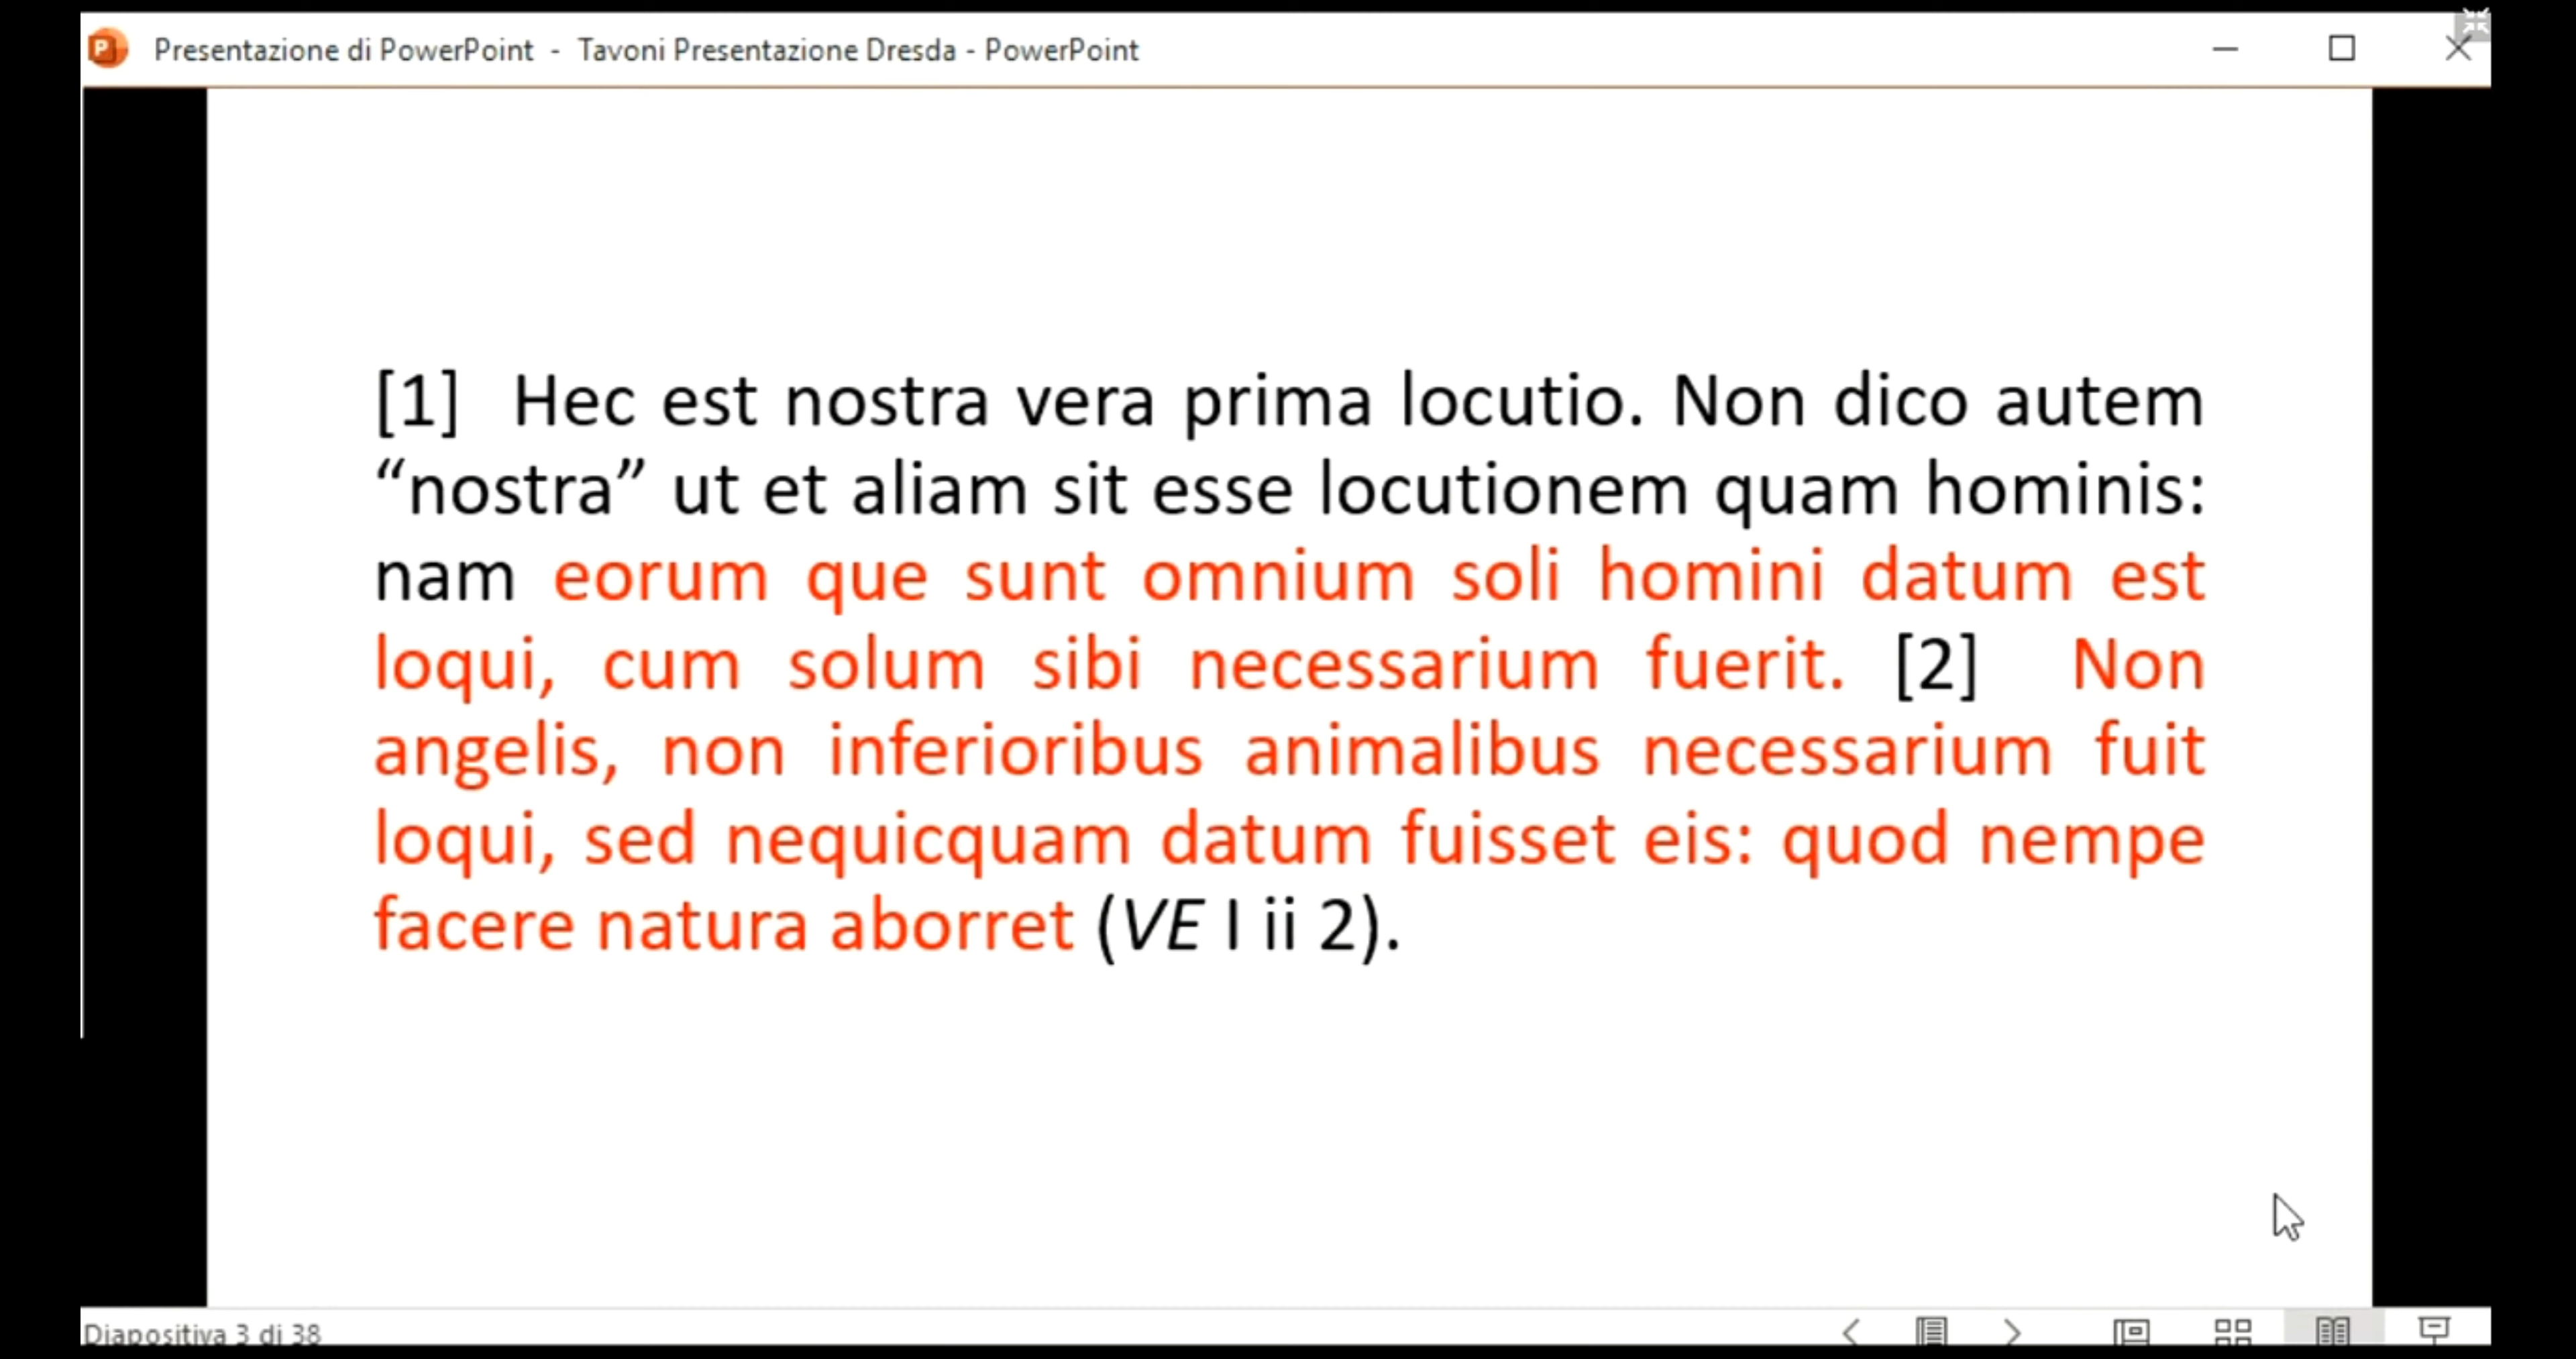 Presentazione di PowerPoint - Tavoni Presentazione Dresda - PowerPoint
[1] Hec est nostra vera prima locutio. Non dico autem
“nostra” ut et aliam sit esse locutionem quam hominis:
nam eorum que sunt omnium soli homini datum est
loqui, cum solum sibi necessarium fuerit. [2] Non
angelis, non inferioribus animalibus necessarium fuit
loqui, sed nequicquam datum fuisset eis: quod nempe
facere natura aborret (VE I ii 2).
Diapositiva 3 di 38